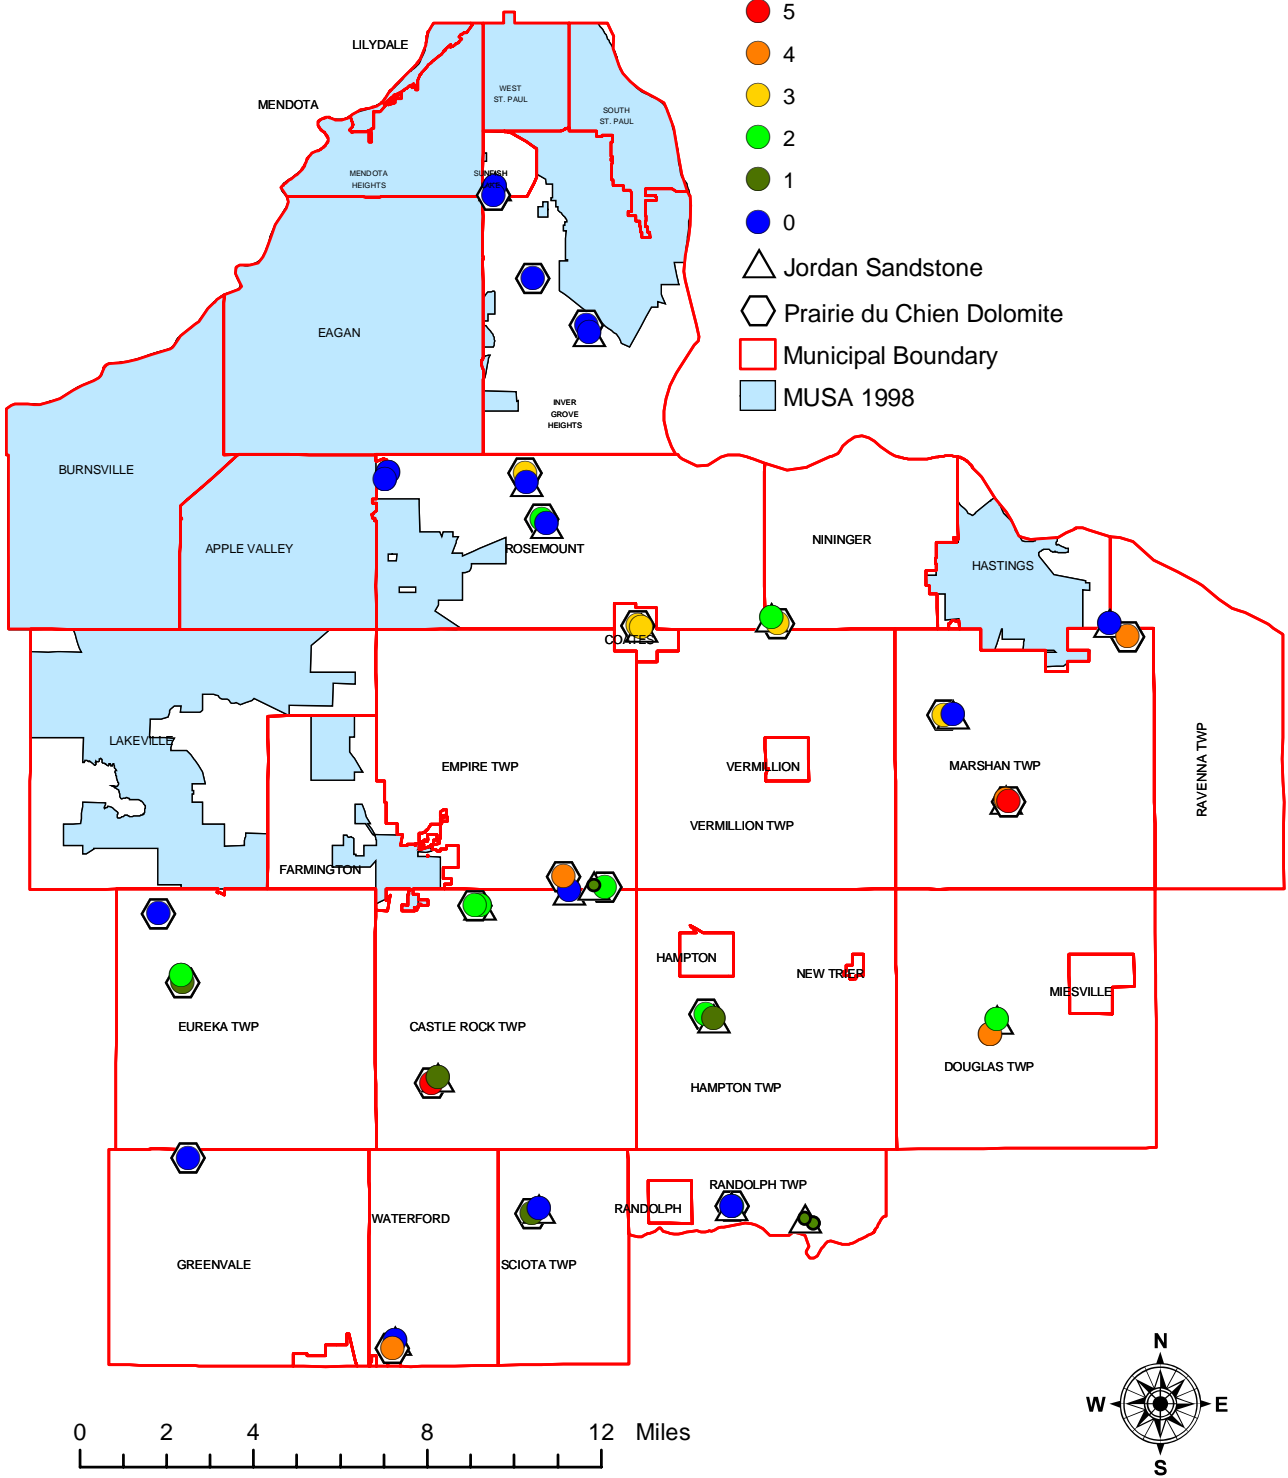 5
4
3
2
1
0
Jordan Sandstone
Prairie du Chien Dolomite
Municipal Boundary
MUSA 1998
LILYDALE
MENDOTA
WEST
ST. PAUL
SOUTH
ST. PAUL
MENDOTA
HEIGHTS
SUNFISH
EAGAN
INVER
GROVE
HEIGHTS
BURNSVILLE
APPLE VALLEY
ROSEMOUNT
NININGER
HASTINGS
COATES
LAKEVILLE
EMPIRE TWP
VERMILLION
MARSHAN TWP
RAVENNA TWP
VERMILLION TWP
FARMINGTON
HAMPTON
NEW TRIER
MIESVILLE
EUREKA TWP
CASTLE ROCK TWP
DOUGLAS TWP
HAMPTON TWP
RANDOLPH TWP
RANDOLPH
WATERFORD
GREENVALE
SCIOTA TWP
N
W
E
S
0 2 4 8 12 Miles